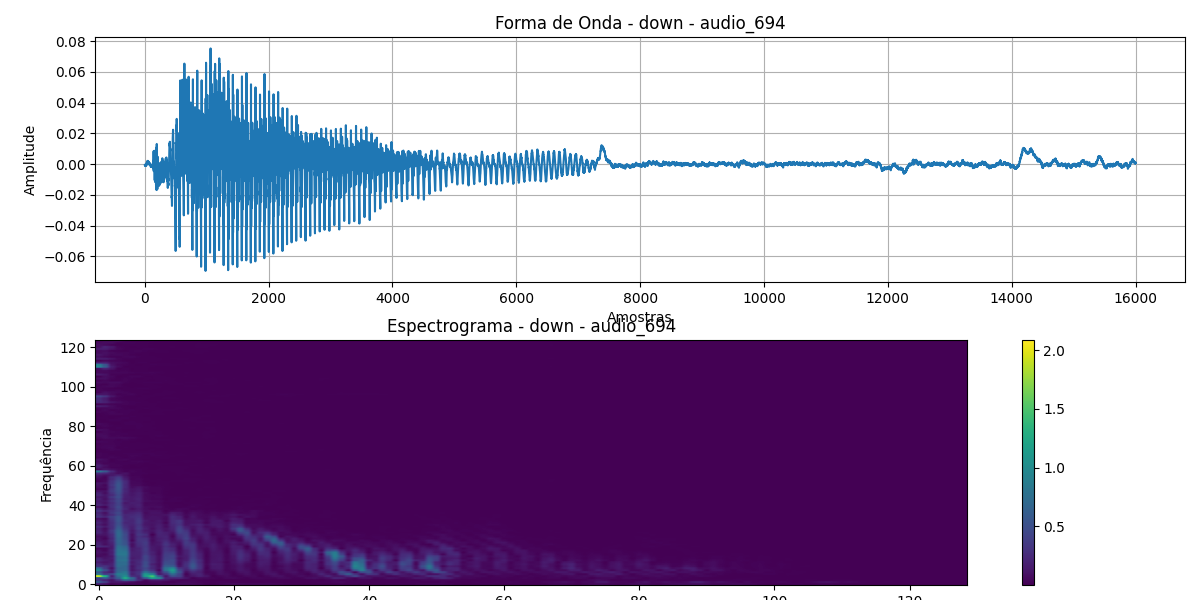 Forma de Onda - down - audio_694
0.08
0.06
0.04
0.02
0.00
−0.02
−0.04
−0.06
Amplitude
0 2000 4000 6000 8000 10000 12000 14000 16000
Amostras
Espectrograma - down - audio_694
120
100
80
60
40
20
0
Frequência
0 20 40 60 80 100 120
2.0
1.5
1.0
0.5